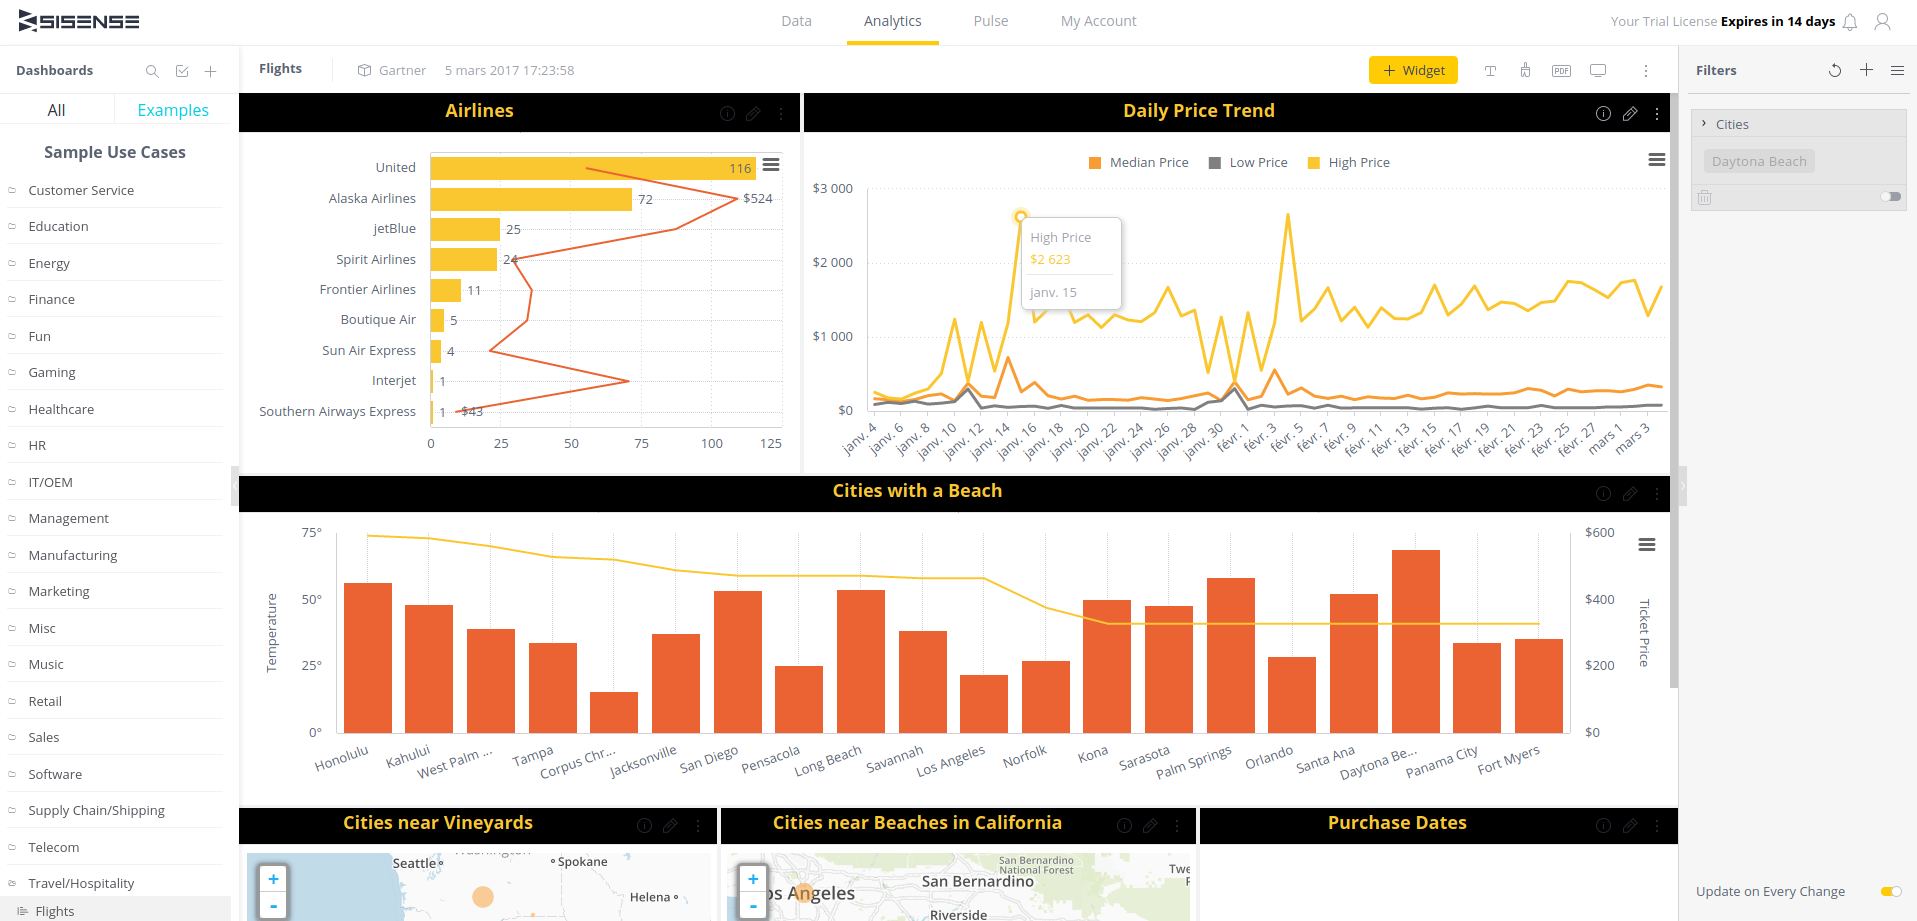 SISENSE
Data
Analytics
Pulse
My Account
Your Trial License Expires in 14 days
Dashboards
All
Examples
Sample Use Cases
Customer Service
Education
Energy
Finance
Fun
Gaming
Healthcare
HR
IT/OEM
Management
Manufacturing
Marketing
Misc
Music
Retail
Sales
Software
Supply Chain/Shipping
Telecom
Travel/Hospitality
Flights
Flights
Gartner
5 mars 2017 17:23:58
+ Widget
PDF
Airlines
United
Alaska Airlines
jetBlue
Spirit Airlines
Frontier Airlines
Boutique Air
Sun Air Express
Interjet
Southern Airways Express
116
72
$524
25
24
11
5
4
1
1
$43
0
25
50
75
100
125
Daily Price Trend
Median Price
Low Price
High Price
$3 000
$2 000
$1 000
$0
High Price
$2 623
janv. 15
janv. 4
janv. 6
janv. 8
janv. 10
janv. 12
janv. 14
janv. 16
janv. 18
janv. 20
janv. 22
janv. 24
janv. 26
janv. 28
janv. 30
févr. 1
févr. 3
févr. 5
févr. 7
févr. 9
févr. 11
févr. 13
févr. 15
févr. 17
févr. 19
févr. 21
févr. 23
févr. 25
févr. 27
mars 1
mars 3
Cities with a Beach
Temperature
75°
50°
25°
0°
$600
$400
$200
$0
Ticket Price
Honolulu
Kahului
West Palm ...
Tampa
Corpus Chr...
Jacksonville
San Diego
Pensacola
Long Beach
Savannah
Los Angeles
Norfolk
Kona
Sarasota
Palm Springs
Orlando
Santa Ana
Daytona Be...
Panama City
Fort Myers
Cities near Vineyards
+
-
Seattle
Washington
Spokane
Helena
Cities near Beaches in California
+
-
os Angeles
San Bernardino
National Forest
San Bernardino
Riverside
Twe
Purchase Dates
Filters
Cities
Daytona Beach
Update on Every Change